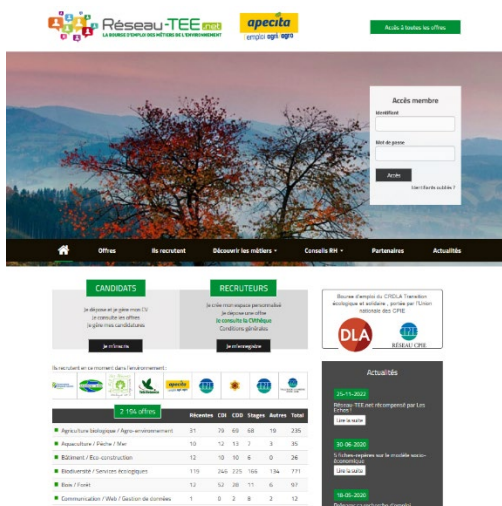 Réseau-TEE.net
LA BOURSE D'EMPLOI DES MÉTIERS DE L'ENVIRONNEMENT
apecita
emploi agri agro
Accès à toutes les offres
Accès membre
Identifiant
Mot de passe
Accès
Identifiants oubliés ?
Offres
Ils recrutent
Découvrir les métiers
Conseils RH
Partenaires
Actualités
CANDIDATS
Je dépose et je gère mon CV
Je consulte les offres
Je gère mes candidatures
Je m'inscris
RECRUTEURS
Je crée mon espace personnalisé
Je dépose une offre
Je consulte la CVthèque
Conditions générales
Je m'enregistre
Bourse d'emploi du CRDLA Transition
écologique et solidaire, portée par l'Union
nationale des CPIE
DLA
RÉSEAU CPIE
Ils recrutent en ce moment dans l'environnement :
apecita
2 194 offres
Récentes CDI CDD Stages Autres Total
Agriculture biologique / Agro-environnement 31 79 69 68 19 235
Aquaculture / Pêche / Mer 10 12 13 7 3 35
Bâtiment / Eco-construction 12 10 10 6 0 26
Biodiversité / Services écologiques 119 246 225 166 134 771
Bois / Forêt 12 52 28 11 6 97
Communication / Web / Gestion de données 1 0 2 8 2 12
Actualités
25-11-2022
Réseau-TEE.net récompensé par Les
Echos !
Lire la suite
30-06-2020
5 fiches-repères sur le modèle socio-
économique
Lire la suite
18-05-2020